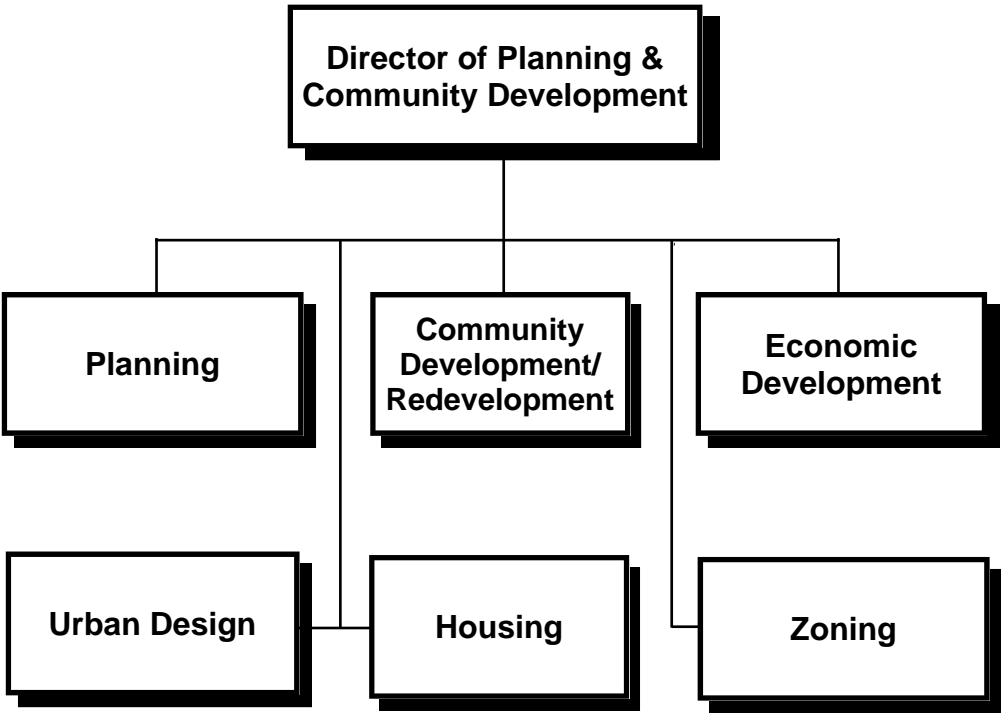 Director of Planning &
Community Development
Planning
Community
Development/
Redevelopment
Economic
Development
Urban Design
Housing
Zoning